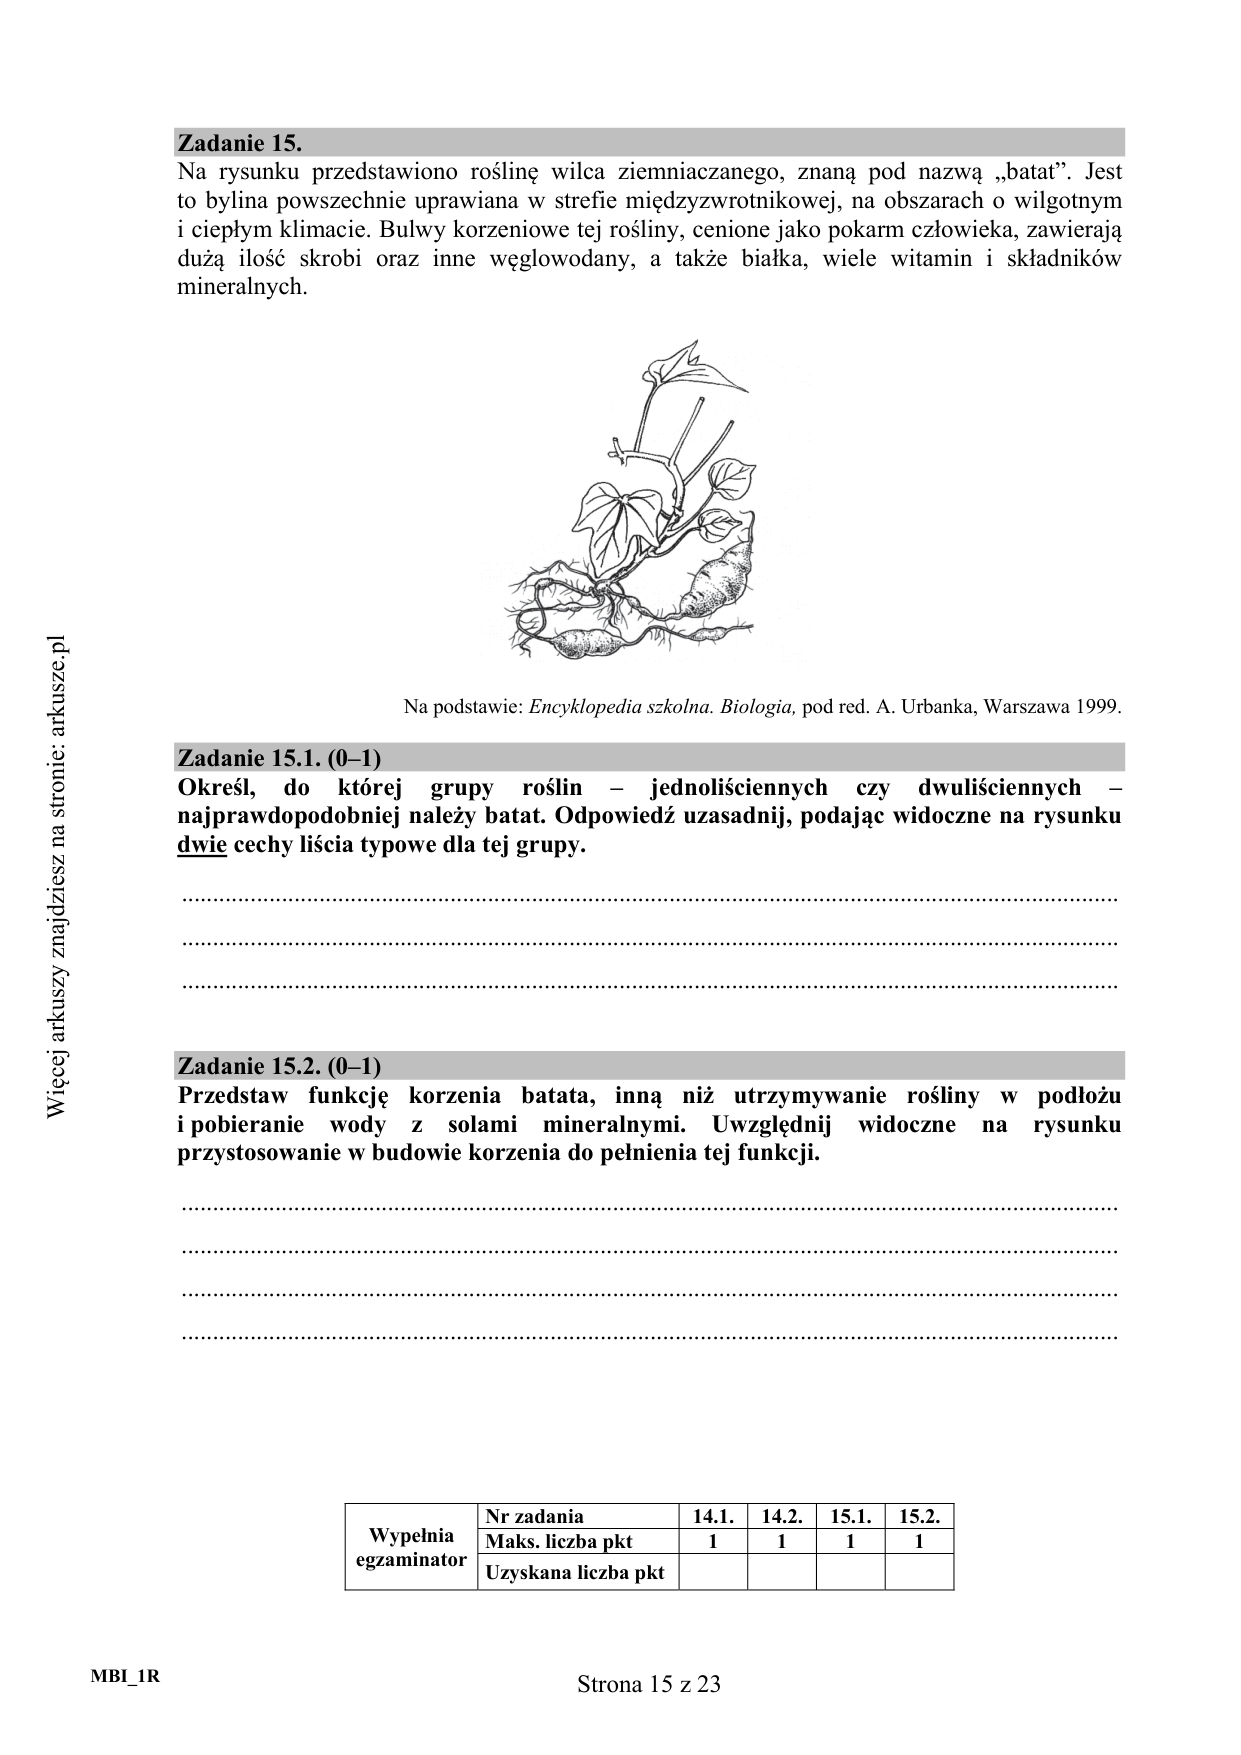 Zadanie 15.
Na rysunku przedstawiono roślinę wilca ziemniaczanego, znaną pod nazwą „batat”. Jest
to bylina powszechnie uprawiana w strefie międzyzwrotnikowej, na obszarach o wilgotnym
i ciepłym klimacie. Bulwy korzeniowe tej rośliny, cenione jako pokarm człowieka, zawierają
dużą ilość skrobi oraz inne węglowodany, a także białka, wiele witamin i składników
mineralnych.
Na podstawie: Encyklopedia szkolna. Biologia, pod red. A. Urbanka, Warszawa 1999.
Zadanie 15.1. (0–1)
Określ, do której grupy roślin – jednoliściennych czy dwuliściennych –
najprawdopodobniej należy batat. Odpowiedź uzasadnij, podając widoczne na rysunku
dwie cechy liścia typowe dla tej grupy.
Zadanie 15.2. (0–1)
Przedstaw funkcję korzenia batata, inną niż utrzymywanie rośliny w podłożu
i pobieranie wody z solami mineralnymi. Uwzględnij widoczne na rysunku
przystosowanie w budowie korzenia do pełnienia tej funkcji.
Wypełnia egzaminator
Nr zadania 14.1. 14.2. 15.1. 15.2.
Maks. liczba pkt 1 1 1 1
Uzyskana liczba pkt
MBI_1R
Strona 15 z 23
Więcej arkuszy znajdziesz na stronie: arkusze.pl